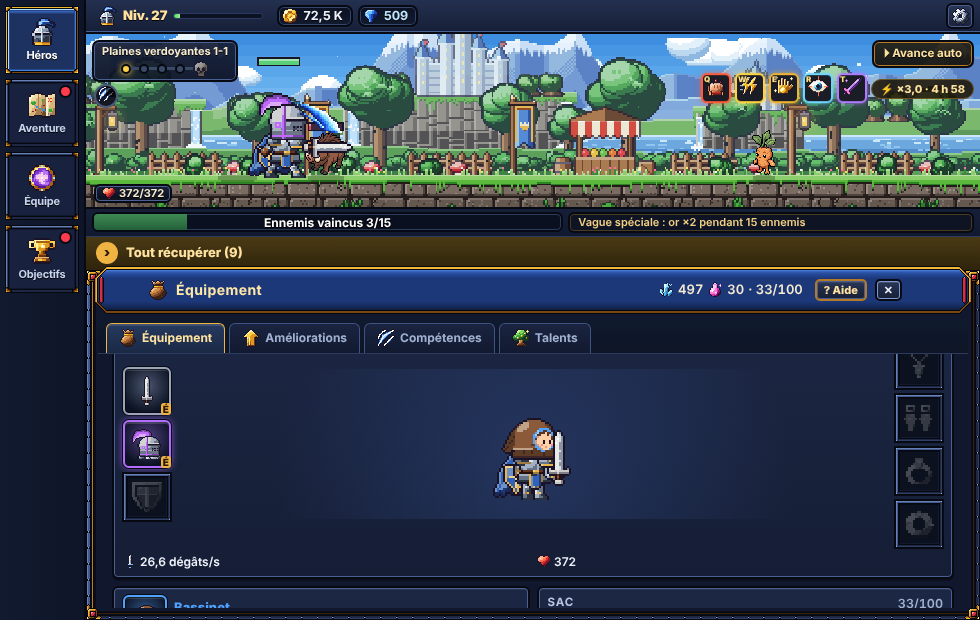 Niv. 27
72,5 K
509
Héros
Aventure
Équipe
Objectifs
Plaines verdoyantes 1-1
Avance auto
Q
W
E
R
T
×3,0 · 4 h 58
372/372
Ennemis vaincus 3/15
Vague spéciale : or ×2 pendant 15 ennemis
Tout récupérer (9)
Équipement
497
30 · 33/100
? Aide
×
Équipement
Améliorations
Compétences
Talents
É
É
26,6 dégâts/s
372
Bassinet
SAC
33/100